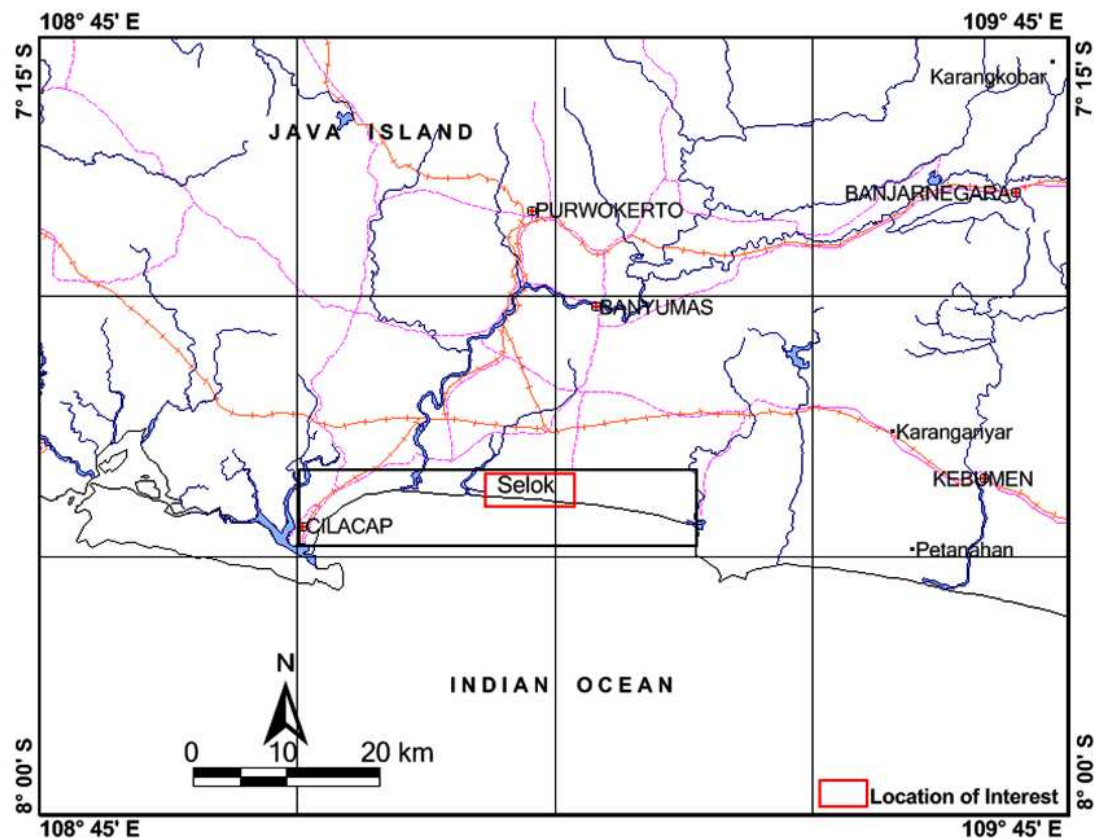 108° 45' E
109° 45' E
7° 15' S
7° 15' S
Karangkobar
JAVA ISLAND
BANJARNEGARA
PURWOKERTO
BANYUMAS
Karanganyar
Selok
KEBUMEN
CILACAP
Petanahan
INDIAN OCEAN
N
0 10 20 km
8° 00' S
8° 00' S
Location of Interest
108° 45' E
109° 45' E